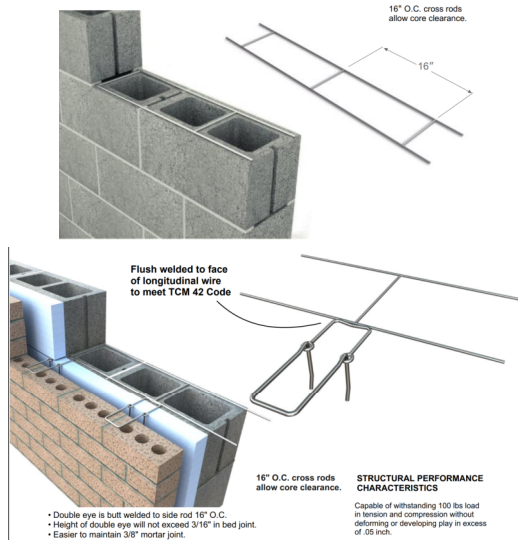 16" O.C. cross rods
allow core clearance.
16"
Flush welded to face
of longitudinal wire
to meet TCM 42 Code
16" O.C. cross rods
allow core clearance.
STRUCTURAL PERFORMANCE
CHARACTERISTICS
Capable of withstanding 100 lbs load
in tension and compression without
deforming or developing play in excess
of .05 inch.
• Double eye is butt welded to side rod 16" O.C.
• Height of double eye will not exceed 3/16" in bed joint.
• Easier to maintain 3/8" mortar joint.